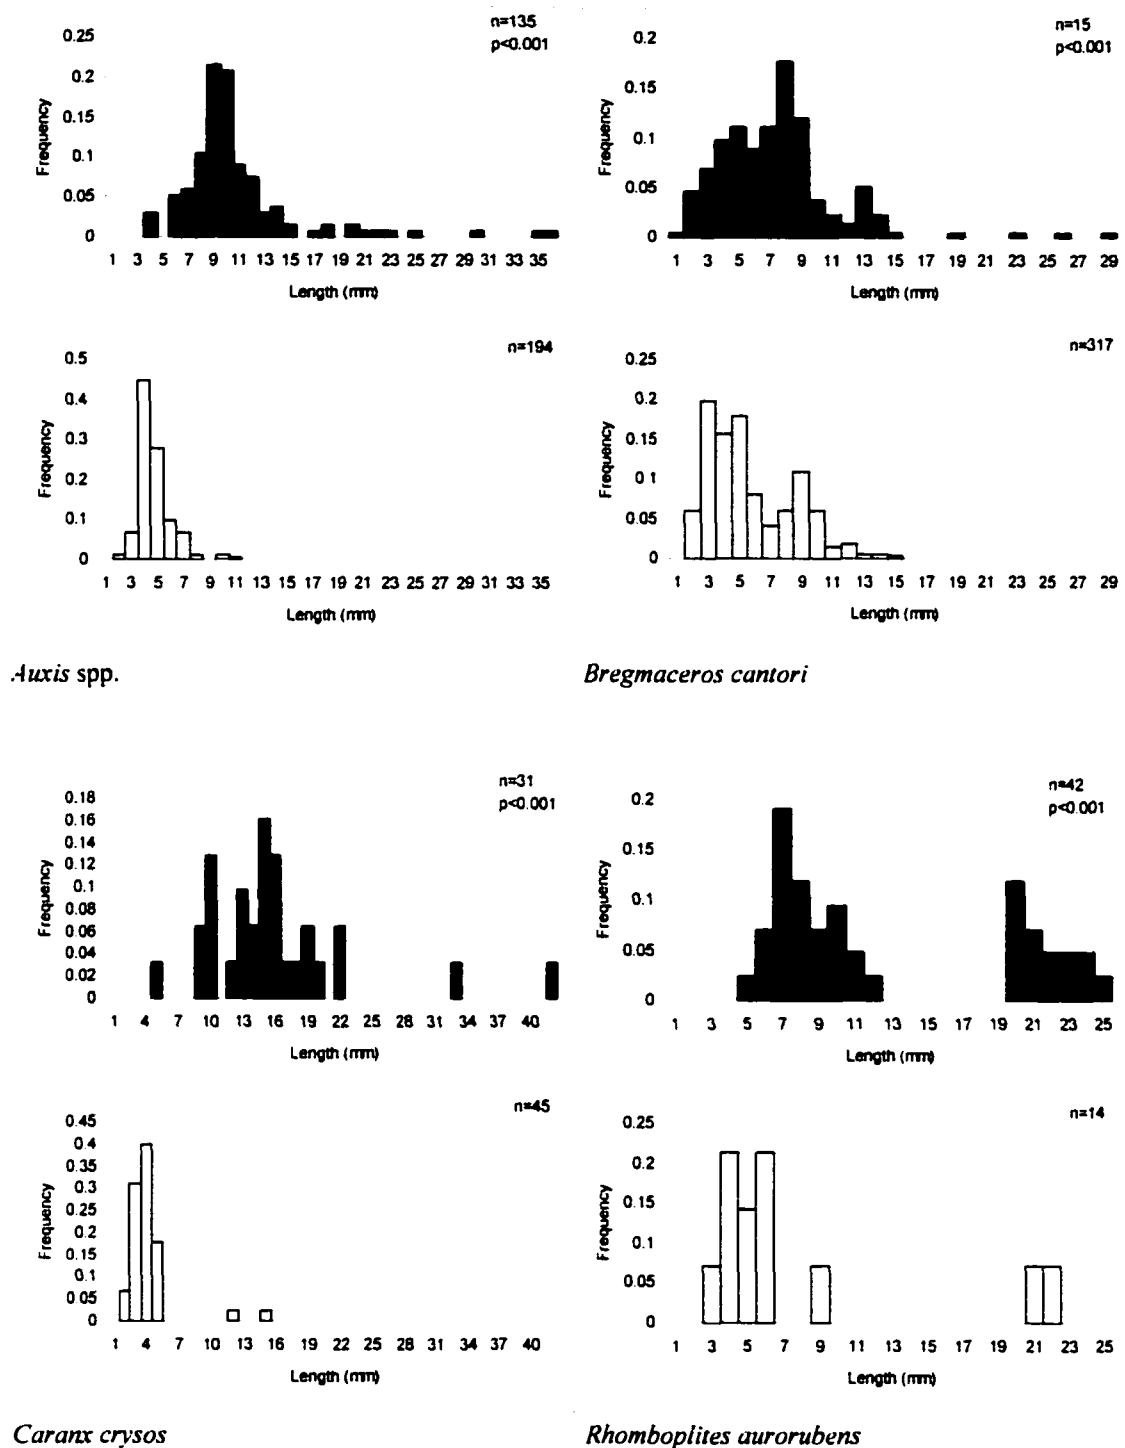 n=135
p<0.001
0.25
0.2
0.15
0.1
0.05
0
Frequency
1 3 5 7 9 11 13 15 17 19 21 23 25 27 29 31 33 35
Length (mm)
n=15
p<0.001
0.2
0.15
0.1
0.05
0
Frequency
1 3 5 7 9 11 13 15 17 19 21 23 25 27 29
Length (mm)
n=194
0.5
0.4
0.3
0.2
0.1
0
Frequency
1 3 5 7 9 11 13 15 17 19 21 23 25 27 29 31 33 35
Length (mm)
n=317
0.25
0.2
0.15
0.1
0.05
0
Frequency
1 3 5 7 9 11 13 15 17 19 21 23 25 27 29
Length (mm)
Auxis spp.
Bregmaceros cantori
n=31
p<0.001
0.18
0.16
0.14
0.12
0.1
0.08
0.06
0.04
0.02
0
Frequency
1 4 7 10 13 16 19 22 25 28 31 34 37 40
Length (mm)
n=42
p<0.001
0.2
0.15
0.1
0.05
0
Frequency
1 3 5 7 9 11 13 15 17 19 21 23 25
Length (mm)
n=45
0.45
0.4
0.35
0.3
0.25
0.2
0.15
0.1
0.05
0
Frequency
1 4 7 10 13 16 19 22 25 28 31 34 37 40
Length (mm)
n=14
0.25
0.2
0.15
0.1
0.05
0
Frequency
1 3 5 7 9 11 13 15 17 19 21 23 25
Length (mm)
Caranx crysos
Rhomboplites aurorubens